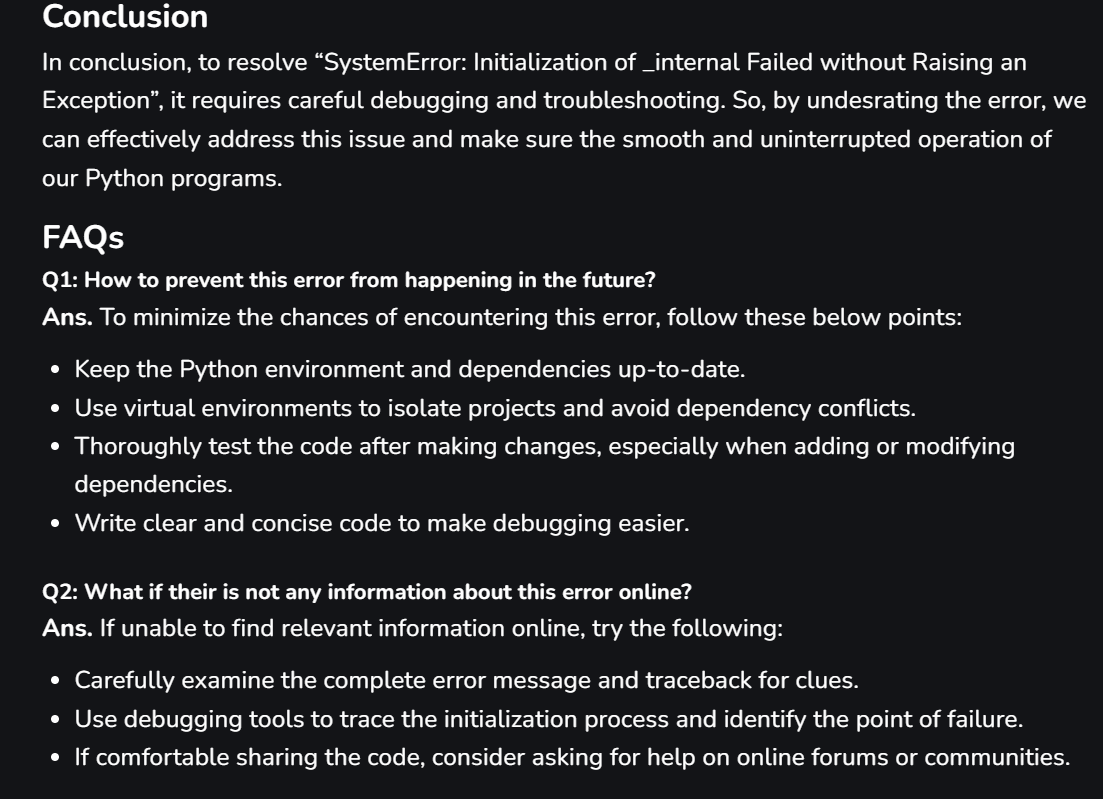 Conclusion
In conclusion, to resolve “SystemError: Initialization of _internal Failed without Raising an
Exception”, it requires careful debugging and troubleshooting. So, by undesrating the error, we
can effectively address this issue and make sure the smooth and uninterrupted operation of
our Python programs.
FAQs
Q1: How to prevent this error from happening in the future?
Ans. To minimize the chances of encountering this error, follow these below points:
• Keep the Python environment and dependencies up-to-date.
• Use virtual environments to isolate projects and avoid dependency conflicts.
• Thoroughly test the code after making changes, especially when adding or modifying
dependencies.
• Write clear and concise code to make debugging easier.
Q2: What if their is not any information about this error online?
Ans. If unable to find relevant information online, try the following:
• Carefully examine the complete error message and traceback for clues.
• Use debugging tools to trace the initialization process and identify the point of failure.
• If comfortable sharing the code, consider asking for help on online forums or communities.